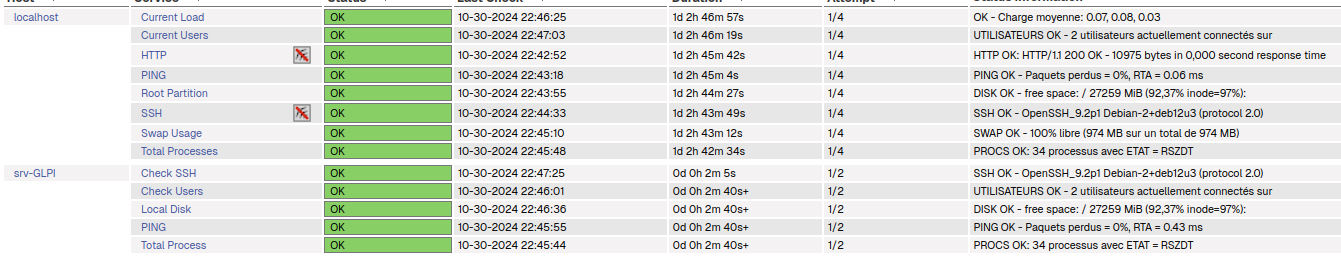 Host Service Status Last Check Duration Attempt Status Information
localhost Current Load OK 10-30-2024 22:46:25 1d 2h 46m 57s 1/4 OK - Charge moyenne: 0.07, 0.08, 0.03
Current Users OK 10-30-2024 22:47:03 1d 2h 46m 19s 1/4 UTILISATEURS OK - 2 utilisateurs actuellement connectés sur
HTTP OK 10-30-2024 22:42:52 1d 2h 45m 42s 1/4 HTTP OK: HTTP/1.1 200 OK - 10975 bytes in 0,000 second response time
PING OK 10-30-2024 22:43:18 1d 2h 45m 4s 1/4 PING OK - Paquets perdus = 0%, RTA = 0.06 ms
Root Partition OK 10-30-2024 22:43:55 1d 2h 44m 27s 1/4 DISK OK - free space: / 27259 MiB (92,37% inode=97%):
SSH OK 10-30-2024 22:44:33 1d 2h 43m 49s 1/4 SSH OK - OpenSSH_9.2p1 Debian-2+deb12u3 (protocol 2.0)
Swap Usage OK 10-30-2024 22:45:10 1d 2h 43m 12s 1/4 SWAP OK - 100% libre (974 MB sur un total de 974 MB)
Total Processes OK 10-30-2024 22:45:48 1d 2h 42m 34s 1/4 PROCS OK: 34 processus avec ETAT = RSZDT
srv-GLPI Check SSH OK 10-30-2024 22:47:25 0d 0h 2m 5s 1/2 SSH OK - OpenSSH_9.2p1 Debian-2+deb12u3 (protocol 2.0)
Check Users OK 10-30-2024 22:46:01 0d 0h 2m 40s+ 1/2 UTILISATEURS OK - 2 utilisateurs actuellement connectés sur
Local Disk OK 10-30-2024 22:46:36 0d 0h 2m 40s+ 1/2 DISK OK - free space: / 27259 MiB (92,37% inode=97%):
PING OK 10-30-2024 22:45:55 0d 0h 2m 40s+ 1/2 PING OK - Paquets perdus = 0%, RTA = 0.43 ms
Total Process OK 10-30-2024 22:45:44 0d 0h 2m 40s+ 1/2 PROCS OK: 34 processus avec ETAT = RSZDT